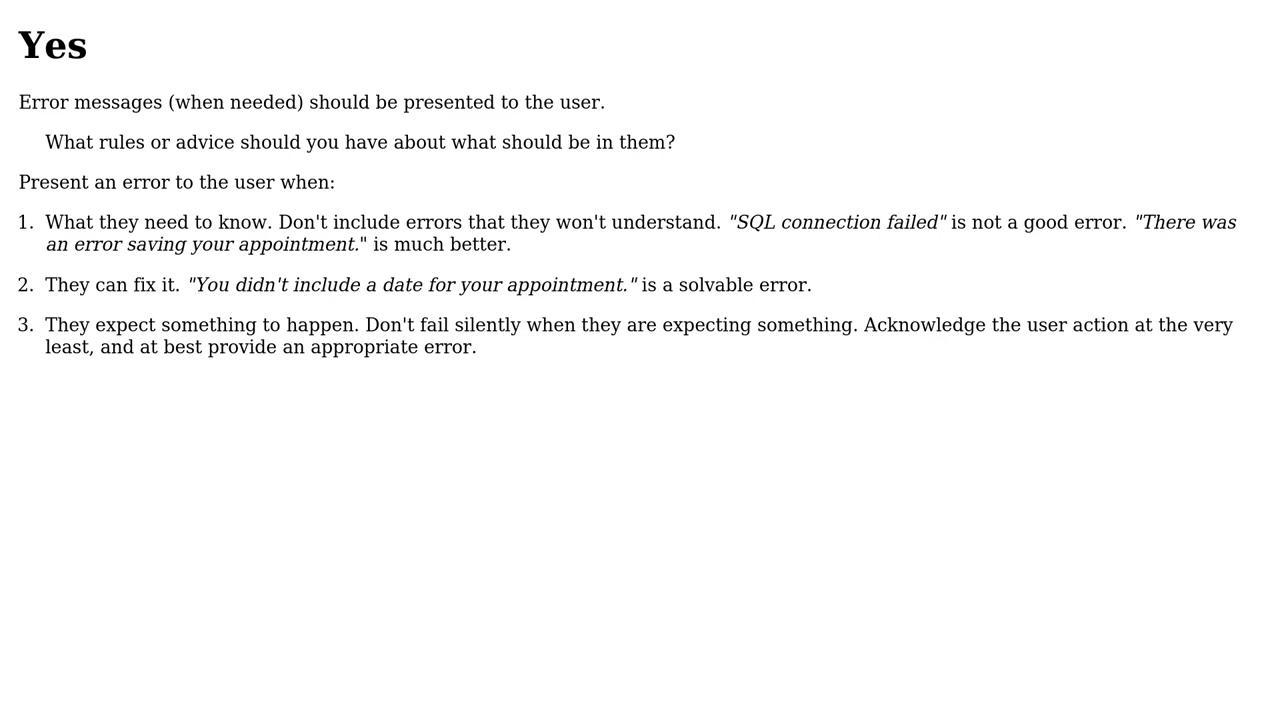 Yes
Error messages (when needed) should be presented to the user.
What rules or advice should you have about what should be in them?
Present an error to the user when:
1. What they need to know. Don't include errors that they won't understand. "SQL connection failed" is not a good error. "There was
an error saving your appointment." is much better.
2. They can fix it. "You didn't include a date for your appointment." is a solvable error.
3. They expect something to happen. Don't fail silently when they are expecting something. Acknowledge the user action at the very
least, and at best provide an appropriate error.